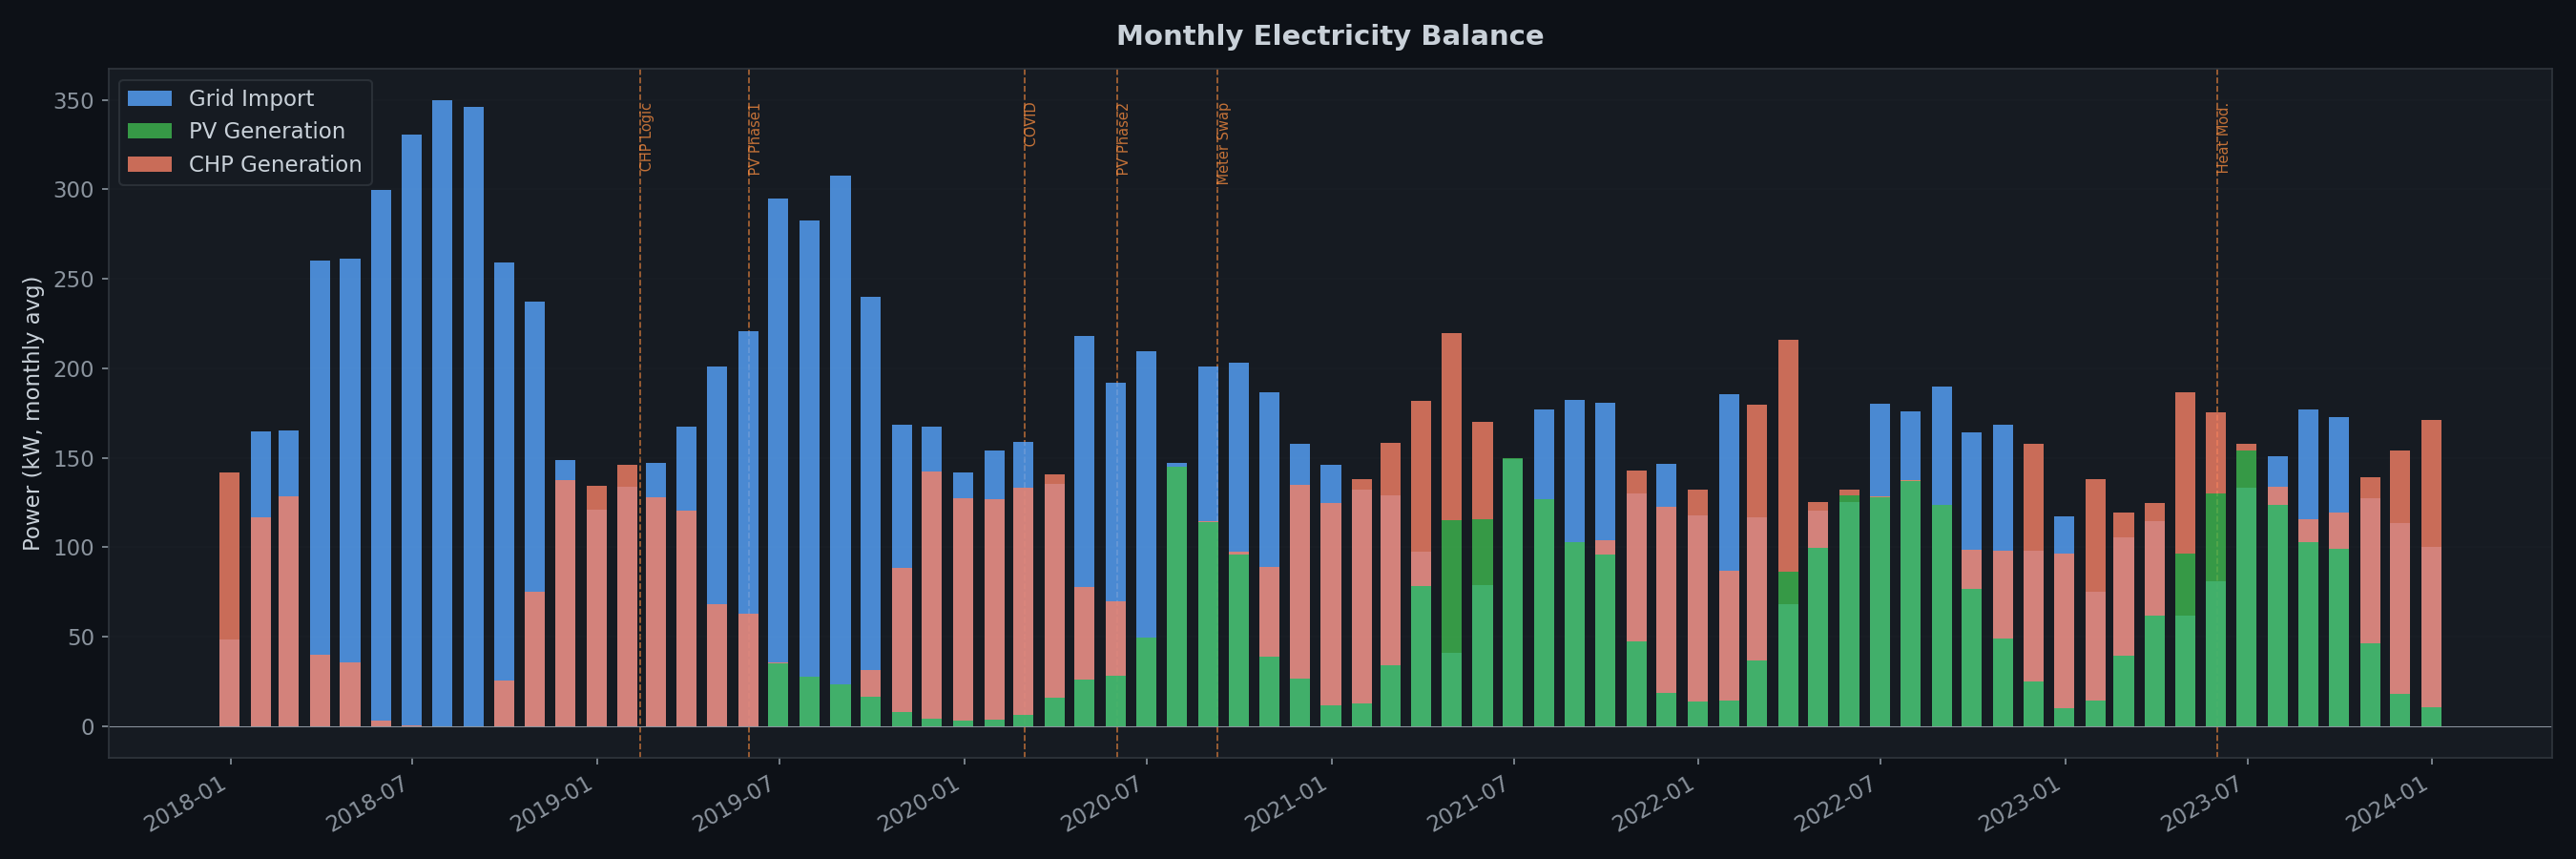 Monthly Electricity Balance
Grid Import
PV Generation
CHP Generation
CHP Logic
PV Phase1
COVID
PV Phase2
Meter Swap
Heat Mod.
Power (kW, monthly avg)
350
300
250
200
150
100
50
0
2018-01
2018-07
2019-01
2019-07
2020-01
2020-07
2021-01
2021-07
2022-01
2022-07
2023-01
2023-07
2024-01